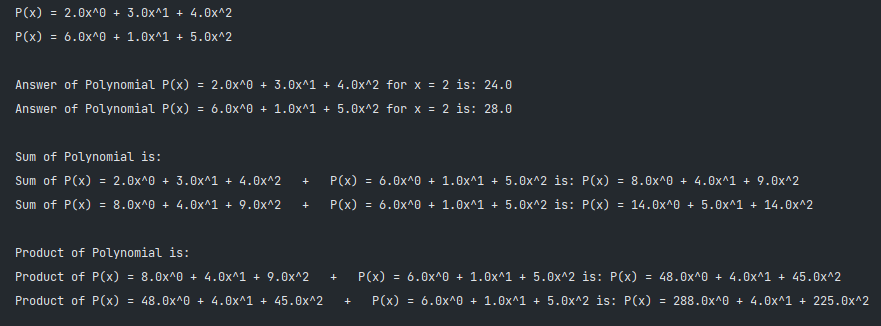 P(x) = 2.0x^0 + 3.0x^1 + 4.0x^2
P(x) = 6.0x^0 + 1.0x^1 + 5.0x^2
Answer of Polynomial P(x) = 2.0x^0 + 3.0x^1 + 4.0x^2 for x = 2 is: 24.0
Answer of Polynomial P(x) = 6.0x^0 + 1.0x^1 + 5.0x^2 for x = 2 is: 28.0
Sum of Polynomial is:
Sum of P(x) = 2.0x^0 + 3.0x^1 + 4.0x^2   +   P(x) = 6.0x^0 + 1.0x^1 + 5.0x^2 is: P(x) = 8.0x^0 + 4.0x^1 + 9.0x^2
Sum of P(x) = 8.0x^0 + 4.0x^1 + 9.0x^2   +   P(x) = 6.0x^0 + 1.0x^1 + 5.0x^2 is: P(x) = 14.0x^0 + 5.0x^1 + 14.0x^2
Product of Polynomial is:
Product of P(x) = 8.0x^0 + 4.0x^1 + 9.0x^2   +   P(x) = 6.0x^0 + 1.0x^1 + 5.0x^2 is: P(x) = 48.0x^0 + 4.0x^1 + 45.0x^2
Product of P(x) = 48.0x^0 + 4.0x^1 + 45.0x^2   +   P(x) = 6.0x^0 + 1.0x^1 + 5.0x^2 is: P(x) = 288.0x^0 + 4.0x^1 + 225.0x^2